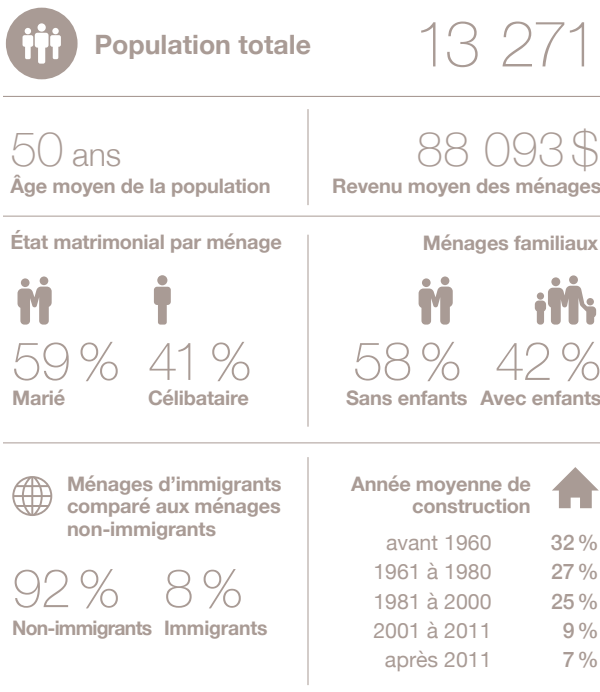 Population totale 13 271
50 ans
Âge moyen de la population
88 093 $
Revenu moyen des ménages
État matrimonial par ménage
59 % 41 %
Marié Célibataire
Ménages familiaux
58 % 42 %
Sans enfants Avec enfants
Ménages d'immigrants
comparé aux ménages
non-immigrants
92 % 8 %
Non-immigrants Immigrants
Année moyenne de
construction
avant 1960 32 %
1961 à 1980 27 %
1981 à 2000 25 %
2001 à 2011 9 %
après 2011 7 %